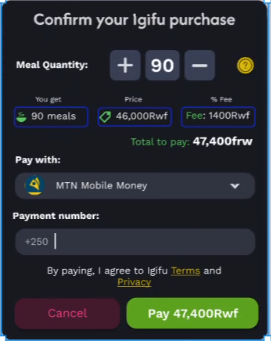 Confirm your Igifu purchase
Meal Quantity: + 90 −
You get Price % Fee
90 meals 46,000Rwf Fee: 1400Rwf
Total to pay: 47,400frw
Pay with:
MTN Mobile Money
Payment number:
+250
By paying, I agree to Igifu Terms and
Privacy
Cancel Pay 47,400Rwf